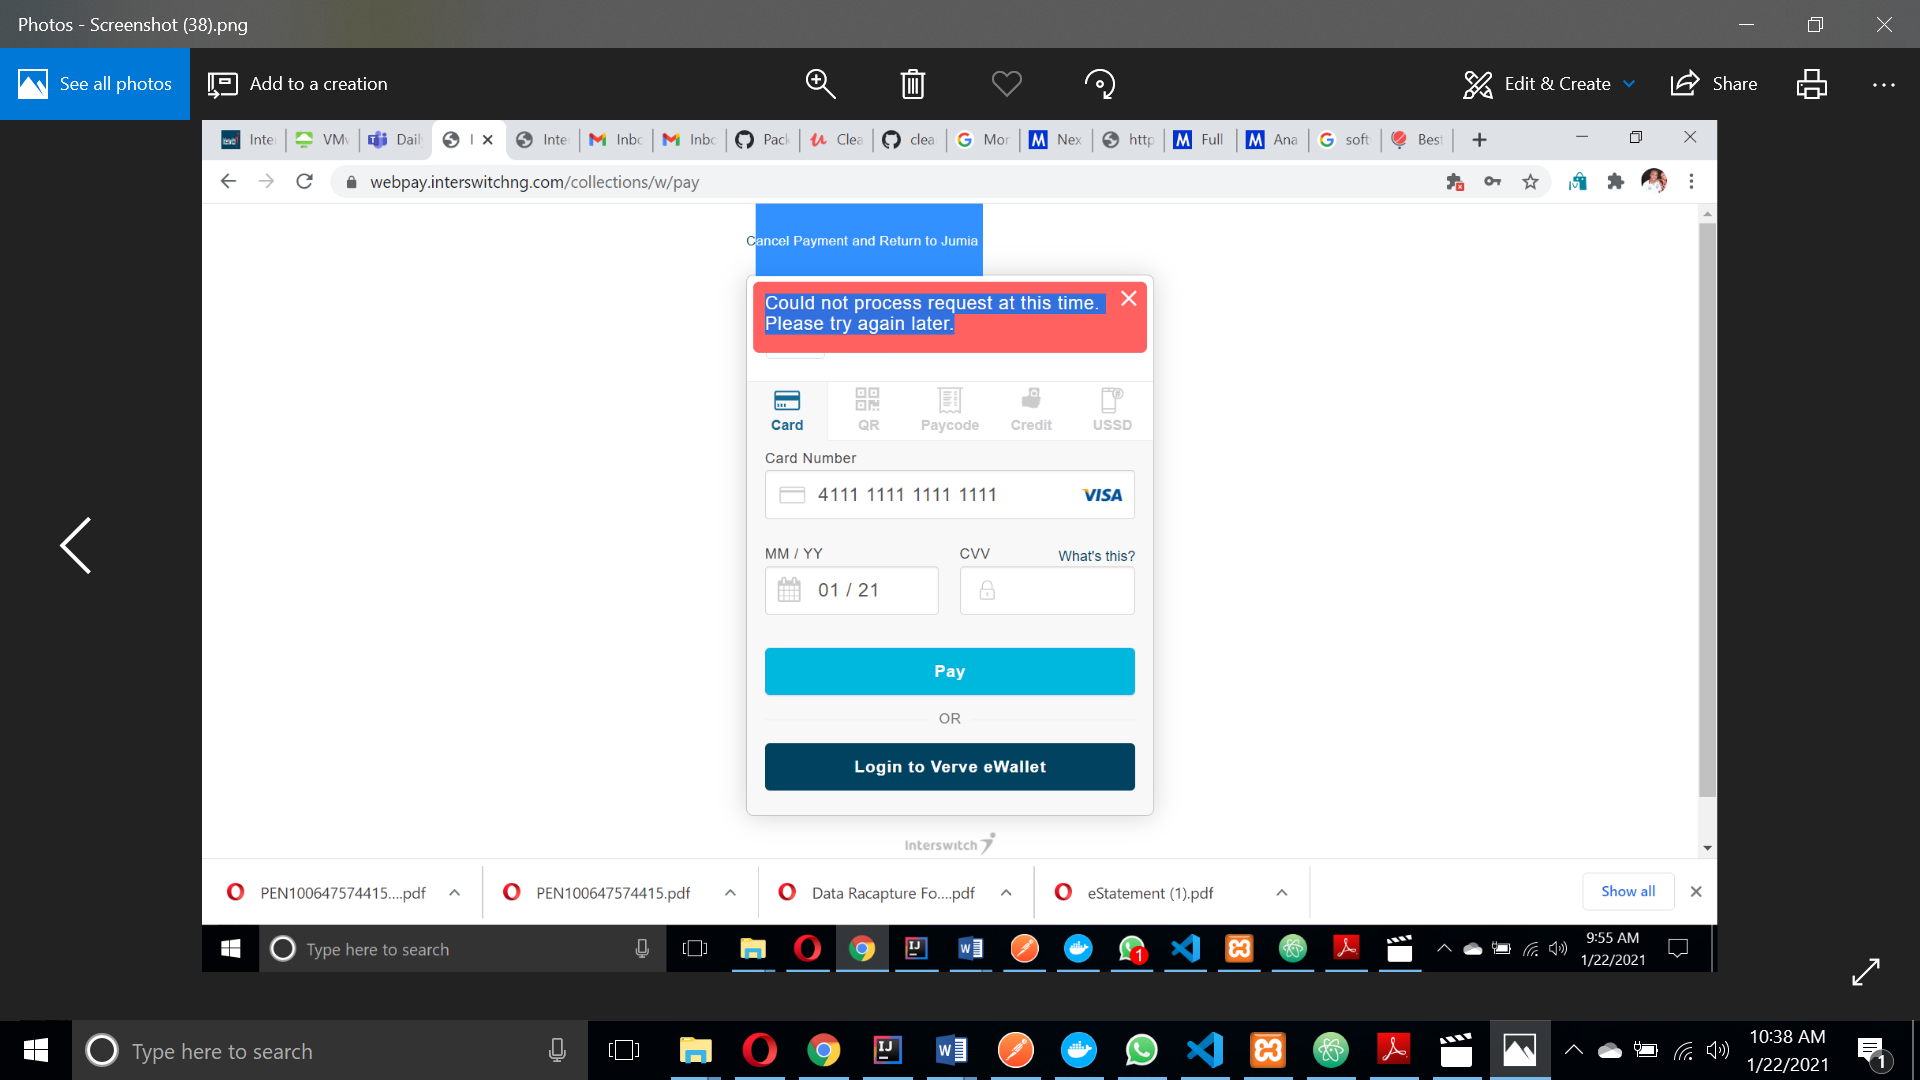 Photos - Screenshot (38).png
See all photos
Add to a creation
Edit & Create
Share
Inte
VM
Dail
I
Inte
Inbo
Inbo
Pack
Clea
clea
Mor
Nex
http
Full
Ana
soft
Best
webpay.interswitchng.com/collections/w/pay
Cancel Payment and Return to Jumia
Could not process request at this time.
Please try again later.
Card
QR
Paycode
Credit
USSD
Card Number
4111 1111 1111 1111
VISA
MM / YY
CVV
What's this?
01 / 21
Pay
OR
Login to Verve eWallet
Interswitch
PEN100647574415....pdf
PEN100647574415.pdf
Data Racapture Fo....pdf
eStatement (1).pdf
Show all
Type here to search
1
9:55 AM
1/22/2021
Type here to search
10:38 AM
1/22/2021
1